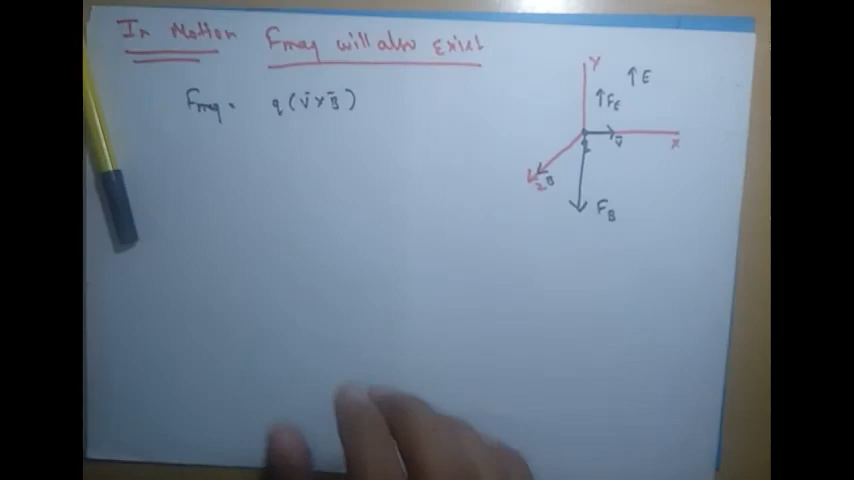 In Motion Fmag will also exist
Fmag = q(v̄ × B̄)
Y
↑E
↑FE
q
v̄
X
Z
B
FB